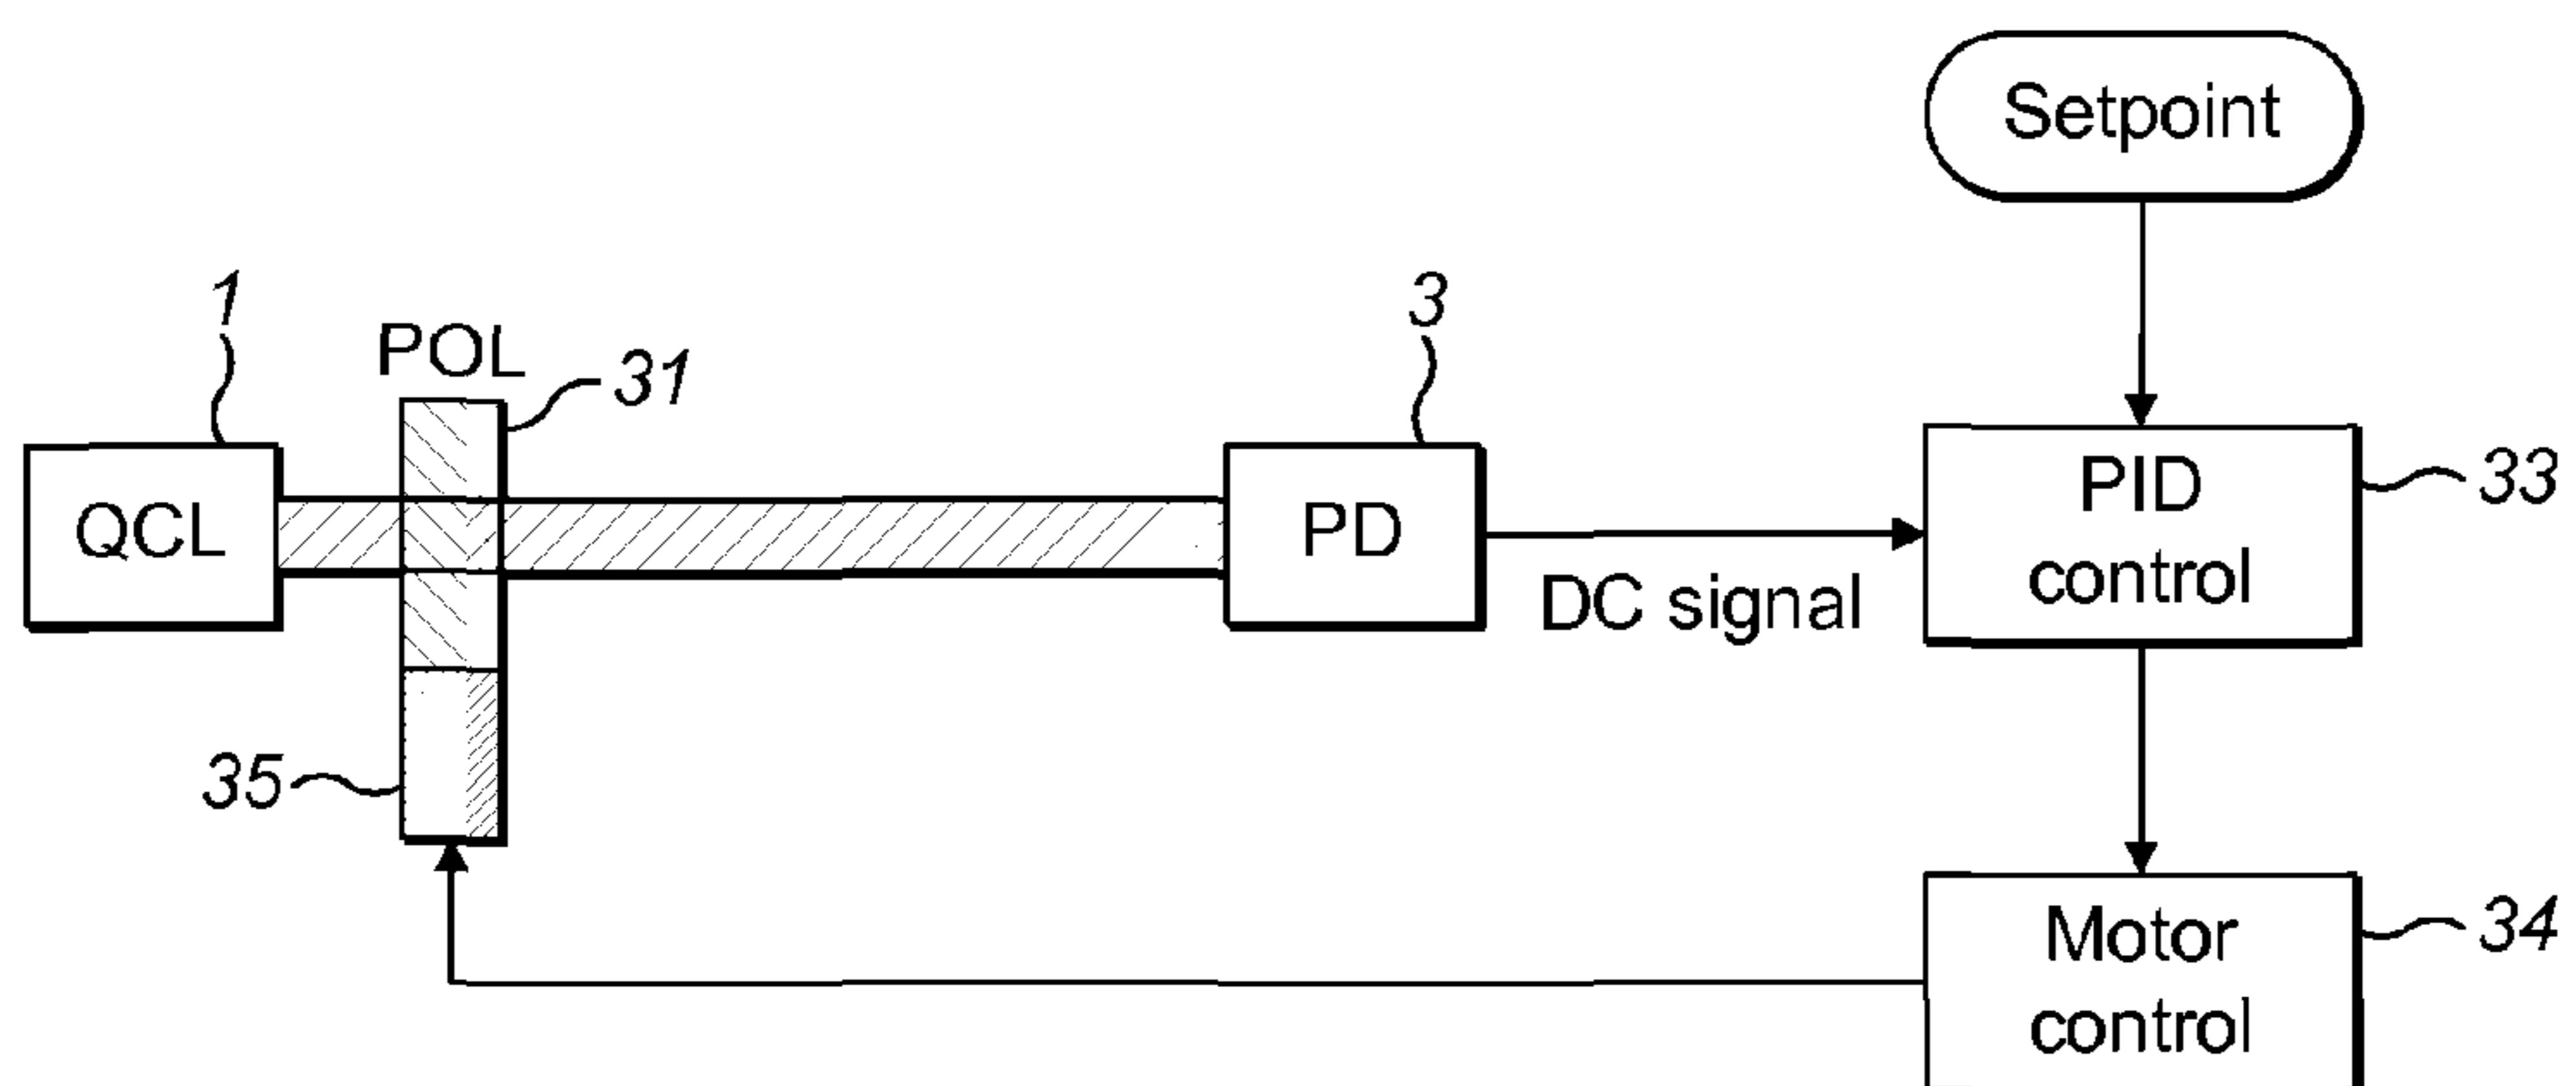 Setpoint
1
3
POL
31
QCL
PD
PID
control
33
DC signal
35
Motor
control
34